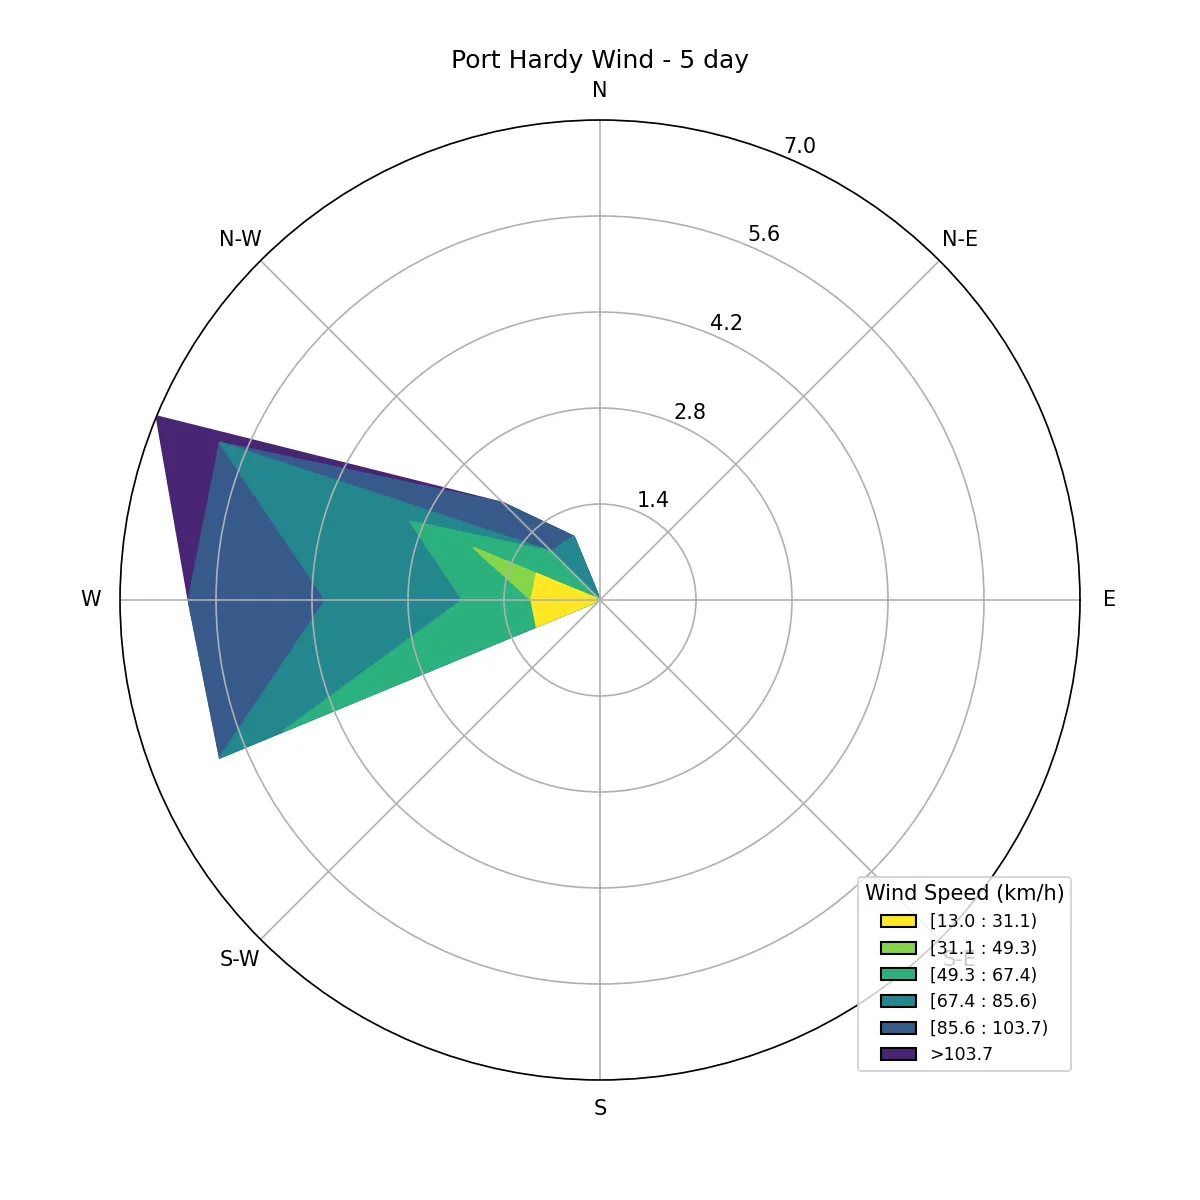 Port Hardy Wind - 5 day
N
7.0
N-W
5.6
N-E
4.2
2.8
1.4
W
E
Wind Speed (km/h)
[13.0 : 31.1)
[31.1 : 49.3)
S-W
S-E
[49.3 : 67.4)
[67.4 : 85.6)
[85.6 : 103.7)
>103.7
S